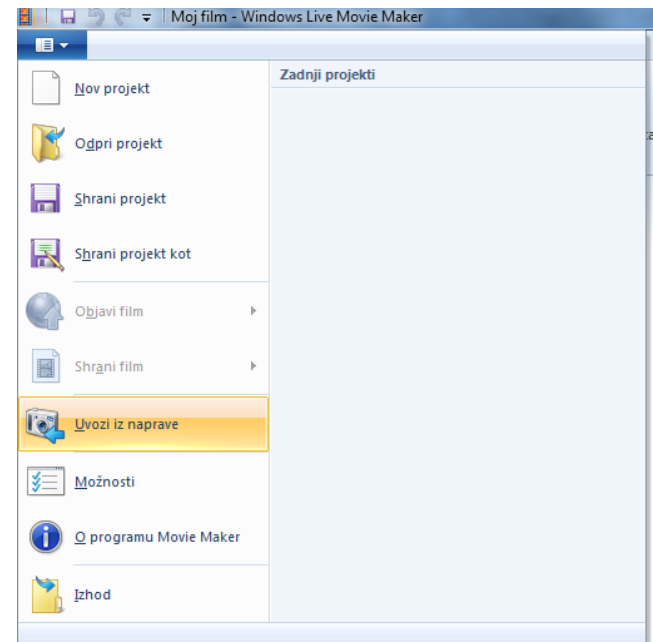 Moj film - Windows Live Movie Maker
Zadnji projekti
Nov projekt
Odpri projekt
Shrani projekt
Shrani projekt kot
Objavi film
Shrani film
Uvozi iz naprave
Možnosti
O programu Movie Maker
Izhod